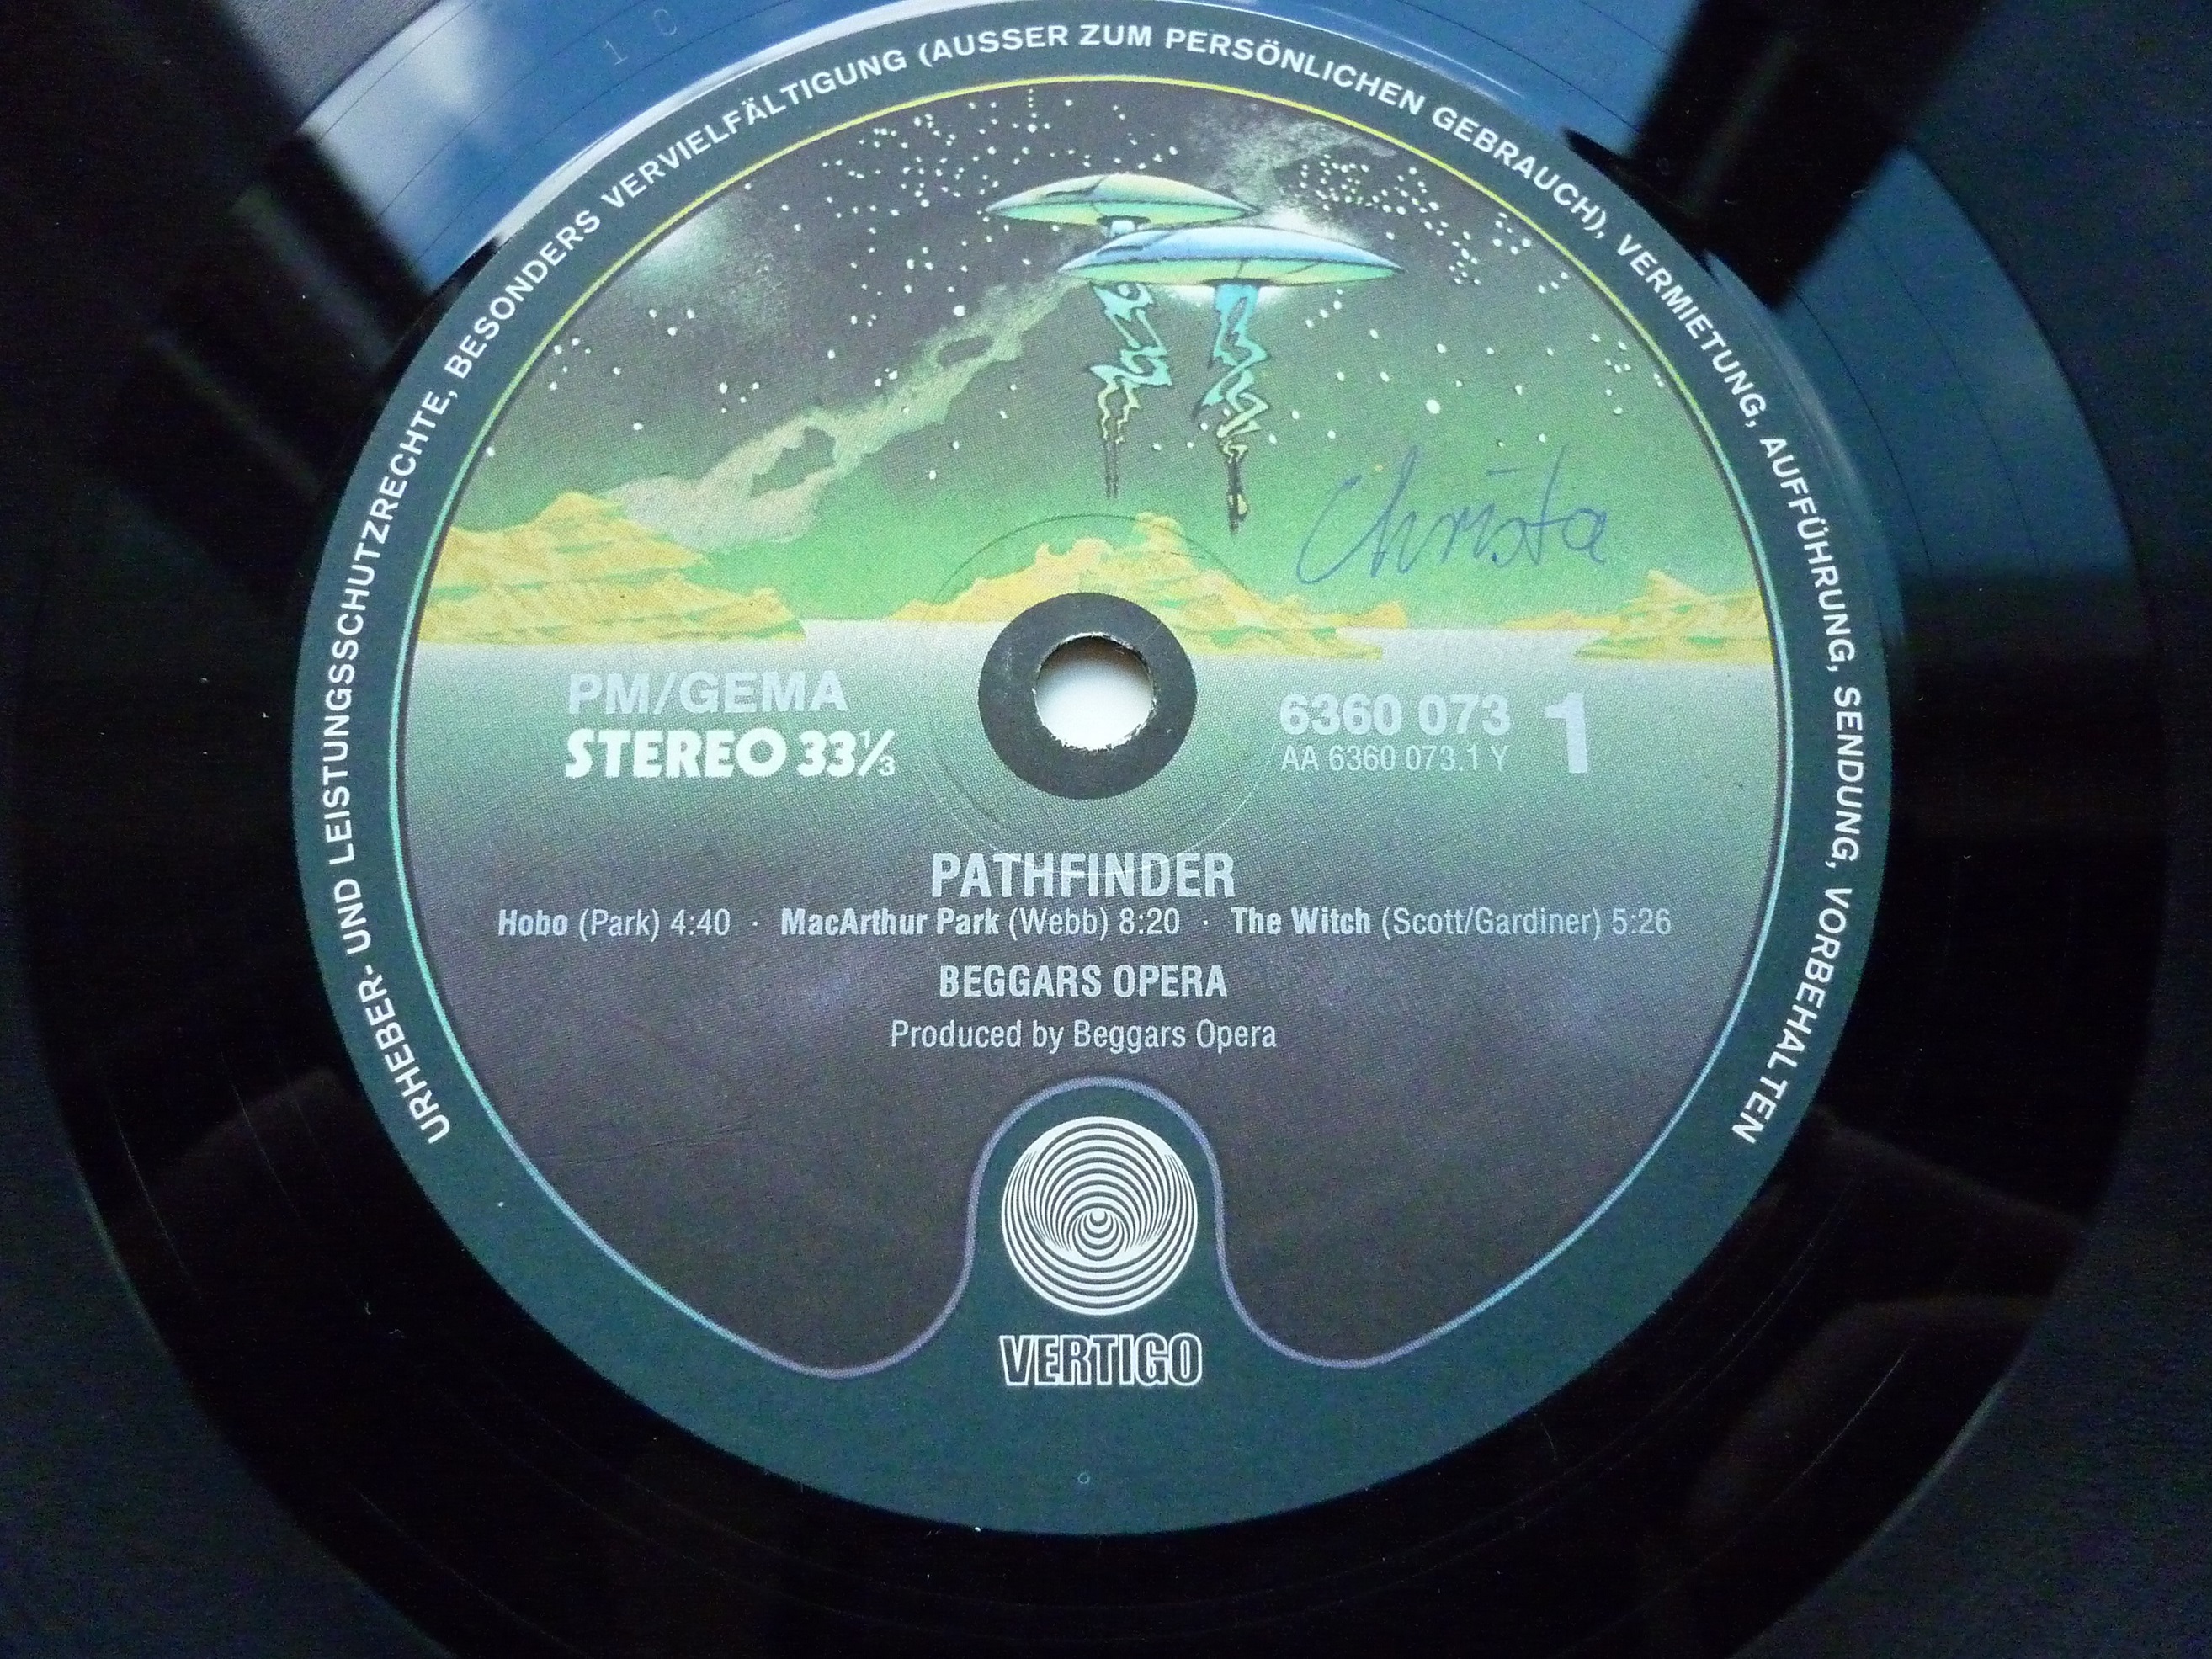 1 0
URHEBER- UND LEISTUNGSSCHUTZRECHTE, BESONDERS VERVIELFÄLTIGUNG (AUSSER ZUM PERSÖNLICHEN GEBRAUCH), VERMIETUNG, AUFFÜHRUNG, SENDUNG, VORBEHALTEN
Christa
PM/GEMA
STEREO 33⅓
6360 073 1
AA 6360 073.1 Y
PATHFINDER
Hobo (Park) 4:40 · MacArthur Park (Webb) 8:20 · The Witch (Scott/Gardiner) 5:26
BEGGARS OPERA
Produced by Beggars Opera
VERTIGO